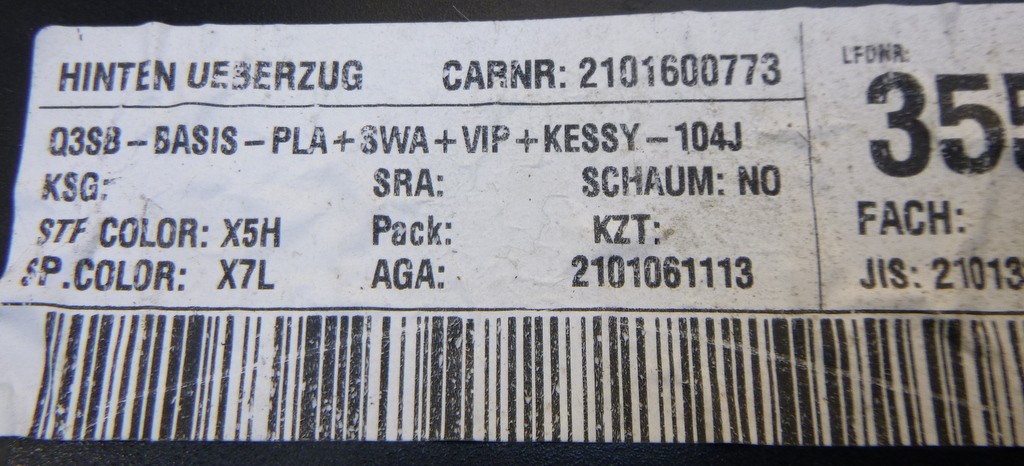 HINTEN UEBERZUG CARNR: 2101600773
LFDNR:
355
Q3SB-BASIS-PLA+SWA+VIP+KESSY-104J
KSG: SRA: SCHAUM: NO
STF COLOR: X5H Pack: KZT:
FACH:
SP.COLOR: X7L AGA: 2101061113
JIS: 21013